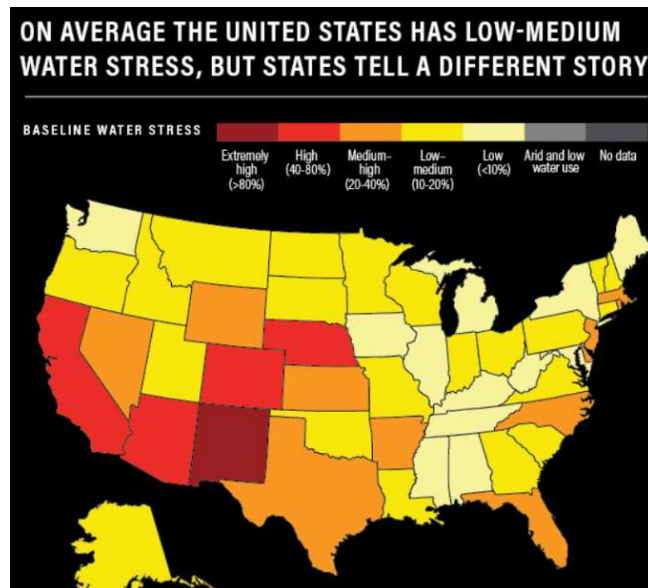 ON AVERAGE THE UNITED STATES HAS LOW-MEDIUM
WATER STRESS, BUT STATES TELL A DIFFERENT STORY
BASELINE WATER STRESS
Extremely
high
(>80%)
High
(40-80%)
Medium-
high
(20-40%)
Low-
medium
(10-20%)
Low
(<10%)
Arid and low
water use
No data